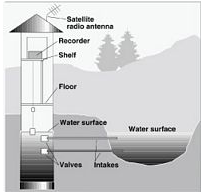 Satellite
radio antenna
Recorder
Shelf
Floor
Water surface
Water surface
Valves
Intakes